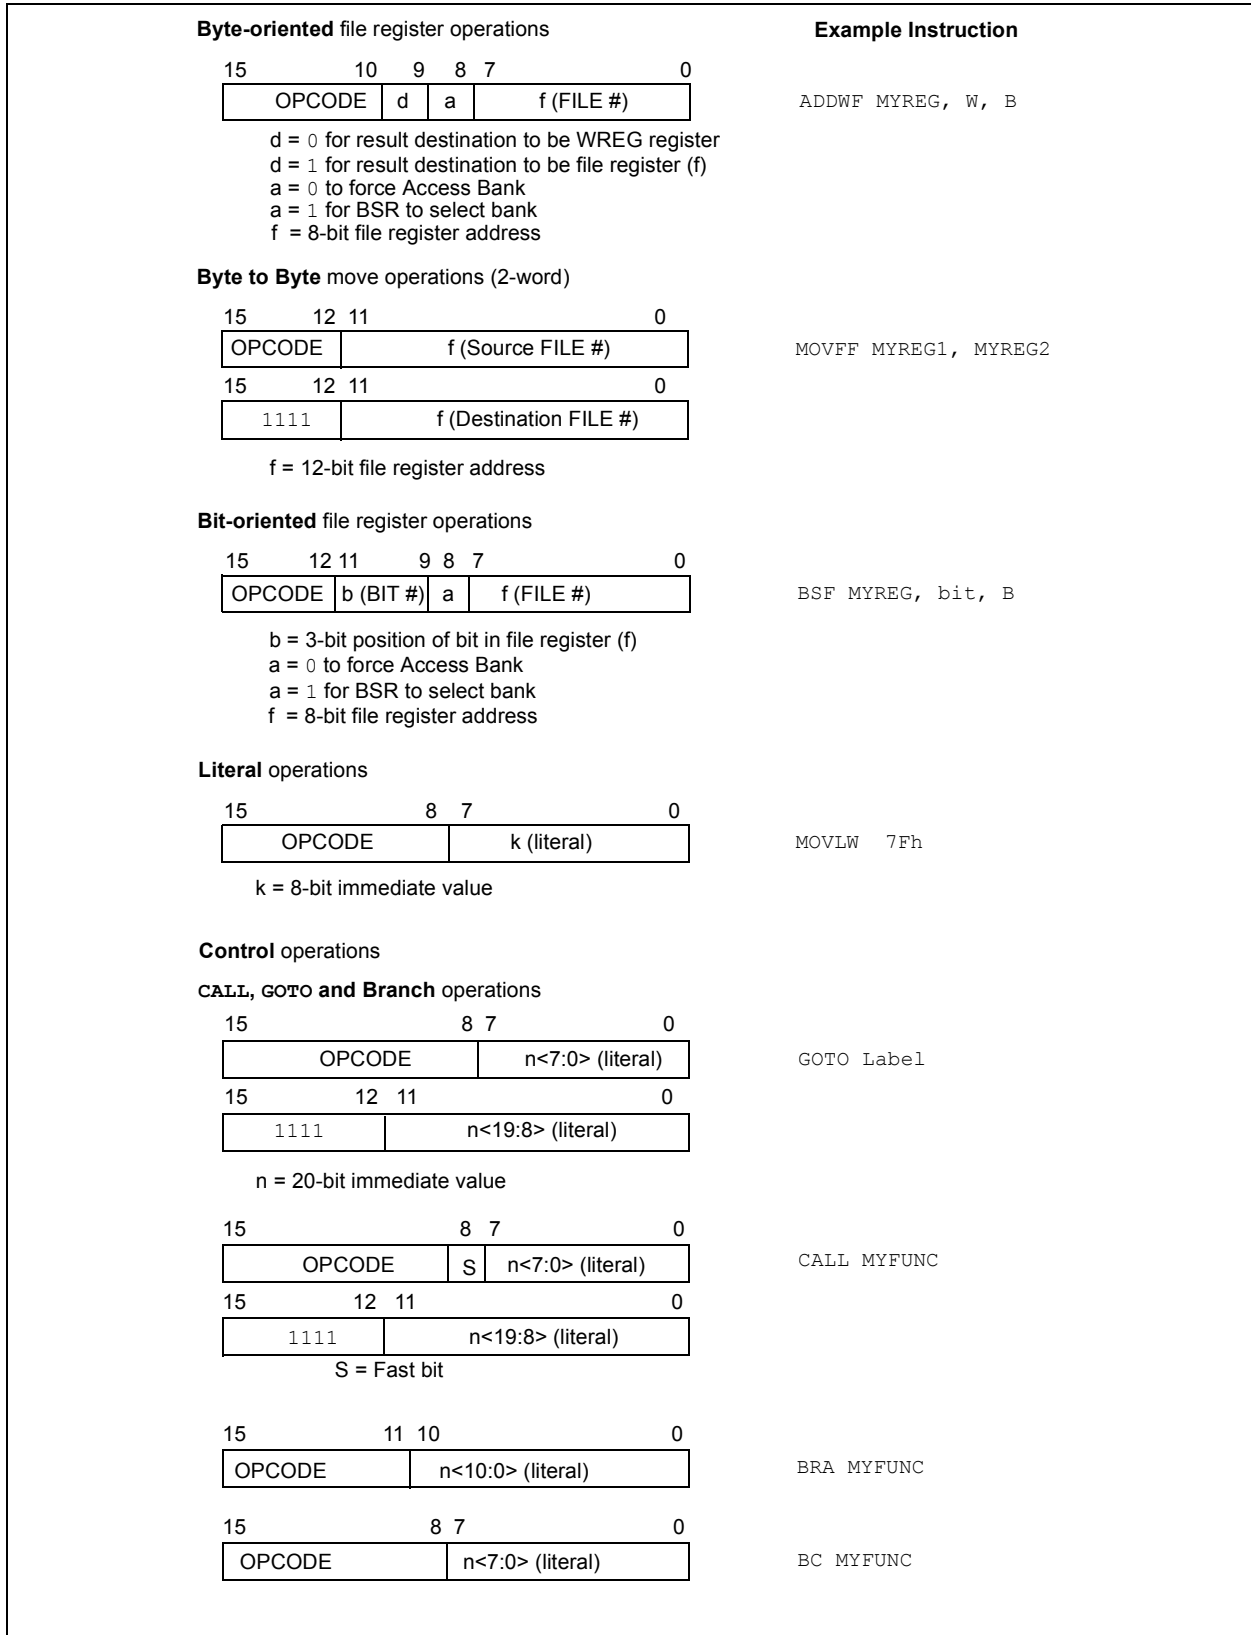 Byte-oriented file register operations Example Instruction
15 10 9 8 7 0
OPCODE d a f (FILE #) ADDWF MYREG, W, B
d = 0 for result destination to be WREG register
d = 1 for result destination to be file register (f)
a = 0 to force Access Bank
a = 1 for BSR to select bank
f = 8-bit file register address
Byte to Byte move operations (2-word)
15 12 11 0
OPCODE f (Source FILE #) MOVFF MYREG1, MYREG2
15 12 11 0
1111 f (Destination FILE #)
f = 12-bit file register address
Bit-oriented file register operations
15 12 11 9 8 7 0
OPCODE b (BIT #) a f (FILE #) BSF MYREG, bit, B
b = 3-bit position of bit in file register (f)
a = 0 to force Access Bank
a = 1 for BSR to select bank
f = 8-bit file register address
Literal operations
15 8 7 0
OPCODE k (literal) MOVLW 7Fh
k = 8-bit immediate value
Control operations
CALL, GOTO and Branch operations
15 8 7 0
OPCODE n<7:0> (literal) GOTO Label
15 12 11 0
1111 n<19:8> (literal)
n = 20-bit immediate value
15 8 7 0
OPCODE S n<7:0> (literal) CALL MYFUNC
15 12 11 0
1111 n<19:8> (literal)
S = Fast bit
15 11 10 0
OPCODE n<10:0> (literal) BRA MYFUNC
15 8 7 0
OPCODE n<7:0> (literal) BC MYFUNC